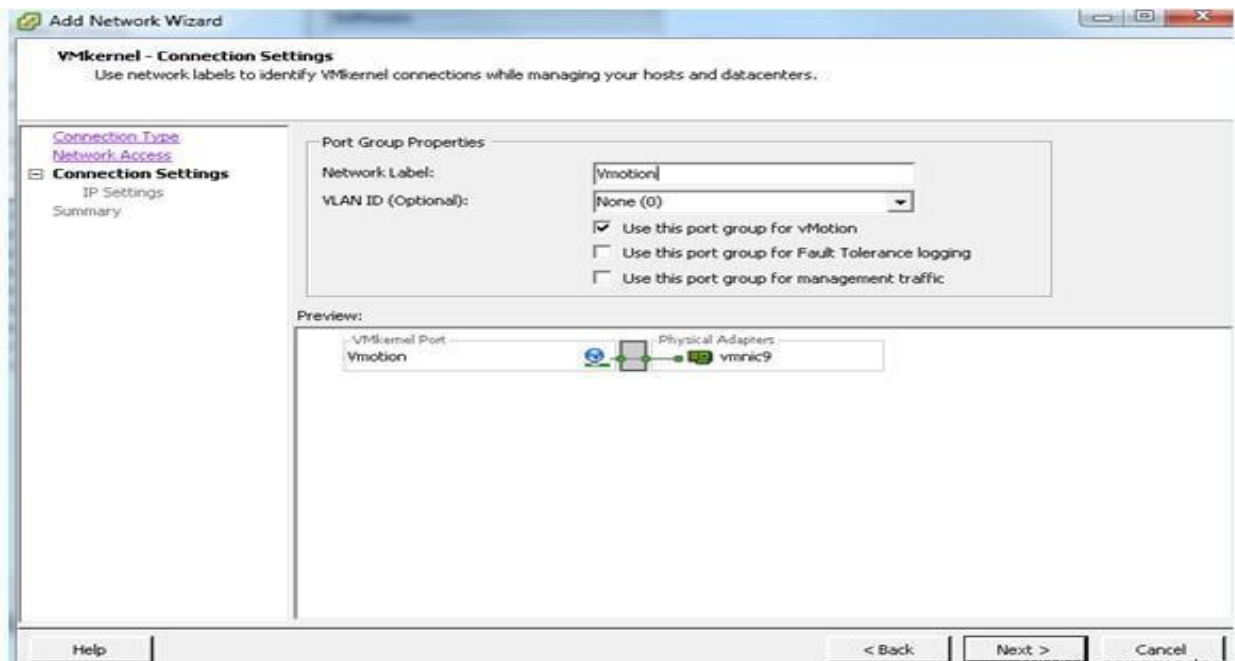 Add Network Wizard
VMkernel - Connection Settings
Use network labels to identify VMkernel connections while managing your hosts and datacenters.
Connection Type
Network Access
Connection Settings
IP Settings
Summary
Port Group Properties
Network Label:
Vmotion
VLAN ID (Optional):
None (0)
Use this port group for vMotion
Use this port group for Fault Tolerance logging
Use this port group for management traffic
Preview:
VMkernel Port
Vmotion
Physical Adapters
vmnic9
Help
< Back
Next >
Cancel